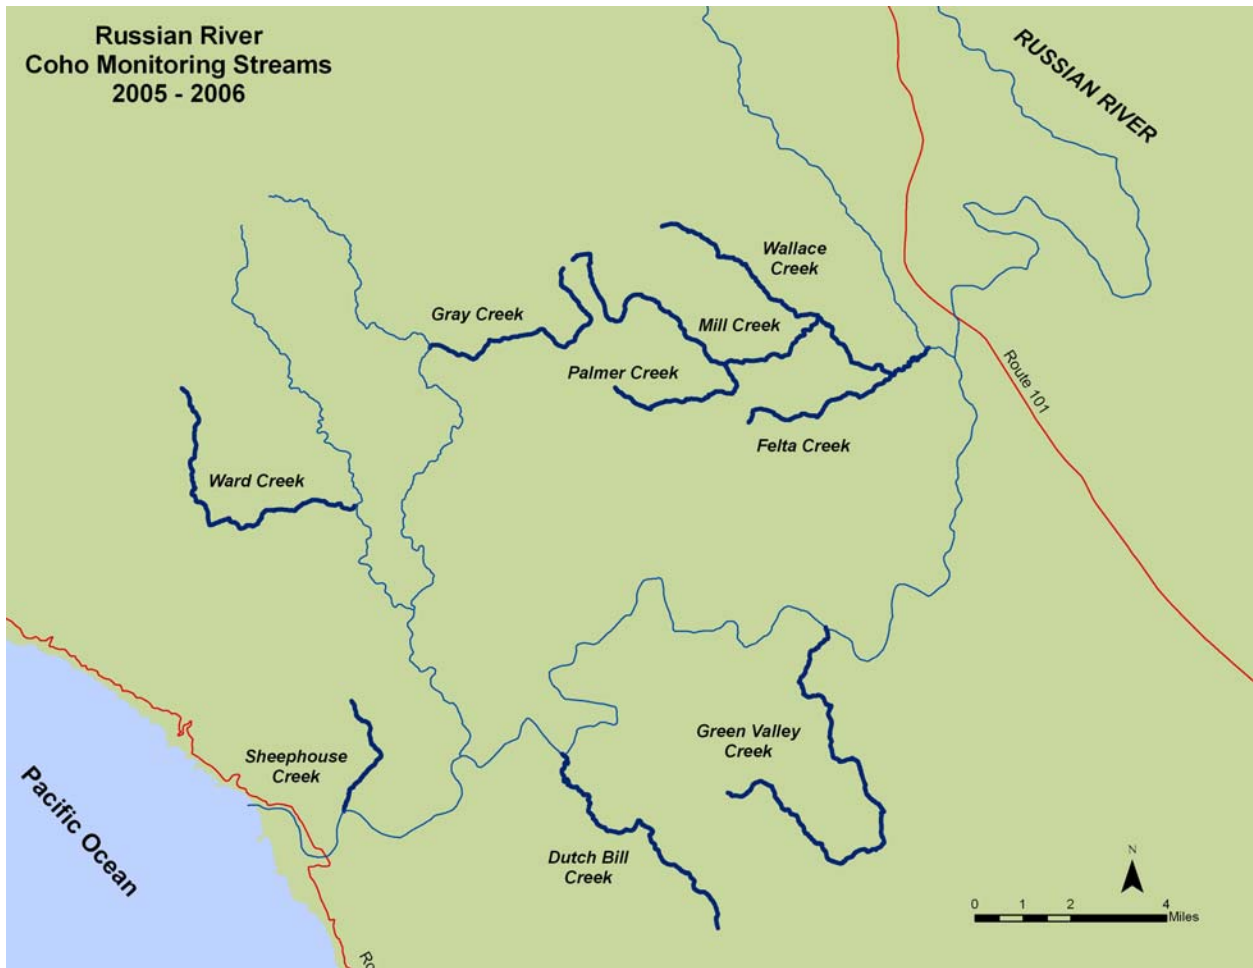 Russian River
Coho Monitoring Streams
2005 - 2006
RUSSIAN RIVER
Wallace
Creek
Gray Creek
Mill Creek
Palmer Creek
Route 101
Felta Creek
Ward Creek
Green Valley
Creek
Sheephouse
Creek
Pacific Ocean
Dutch Bill
Creek
N
0 1 2 4
Miles